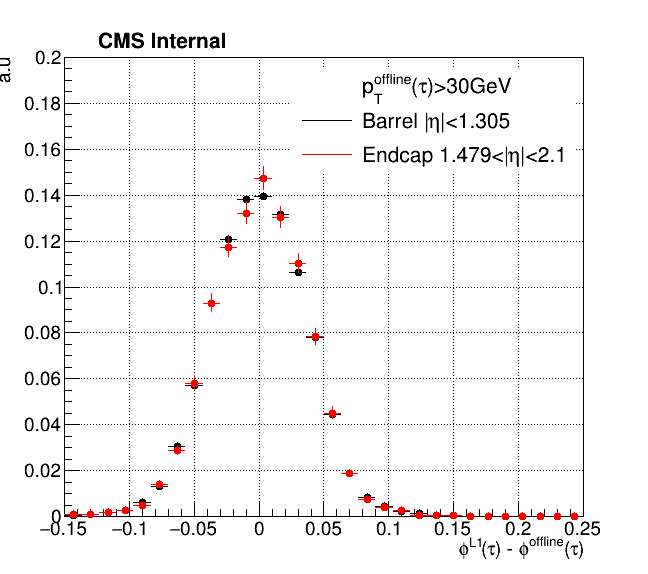 CMS Internal
a.u
p_T^offline(τ)>30GeV
Barrel |η|<1.305
Endcap 1.479<|η|<2.1
0.2
0.18
0.16
0.14
0.12
0.1
0.08
0.06
0.04
0.02
0
−0.15 −0.1 −0.05 0 0.05 0.1 0.15 0.2 0.25
ϕ^L1(τ) - ϕ^offline(τ)